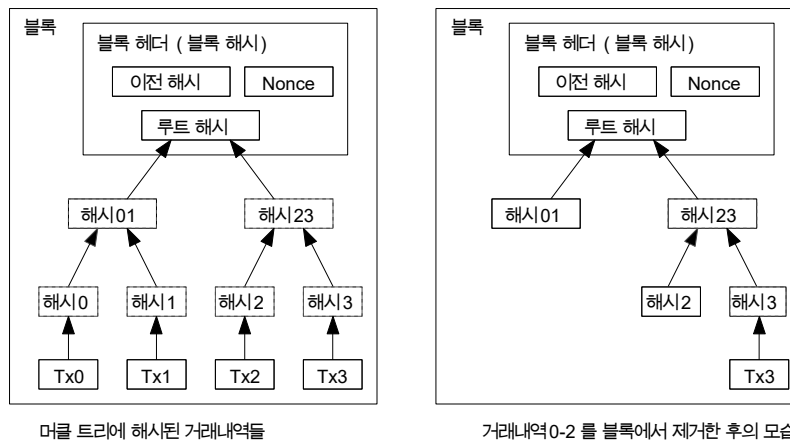 블록
블록 헤더 ( 블록 해시)
이전 해시
Nonce
루트 해시
해시01
해시23
해시0
해시1
해시2
해시3
Tx0
Tx1
Tx2
Tx3
머클 트리에 해시된 거래내역들
블록
블록 헤더 ( 블록 해시)
이전 해시
Nonce
루트 해시
해시01
해시23
해시2
해시3
Tx3
거래내역0-2 를 블록에서 제거한 후의 모습